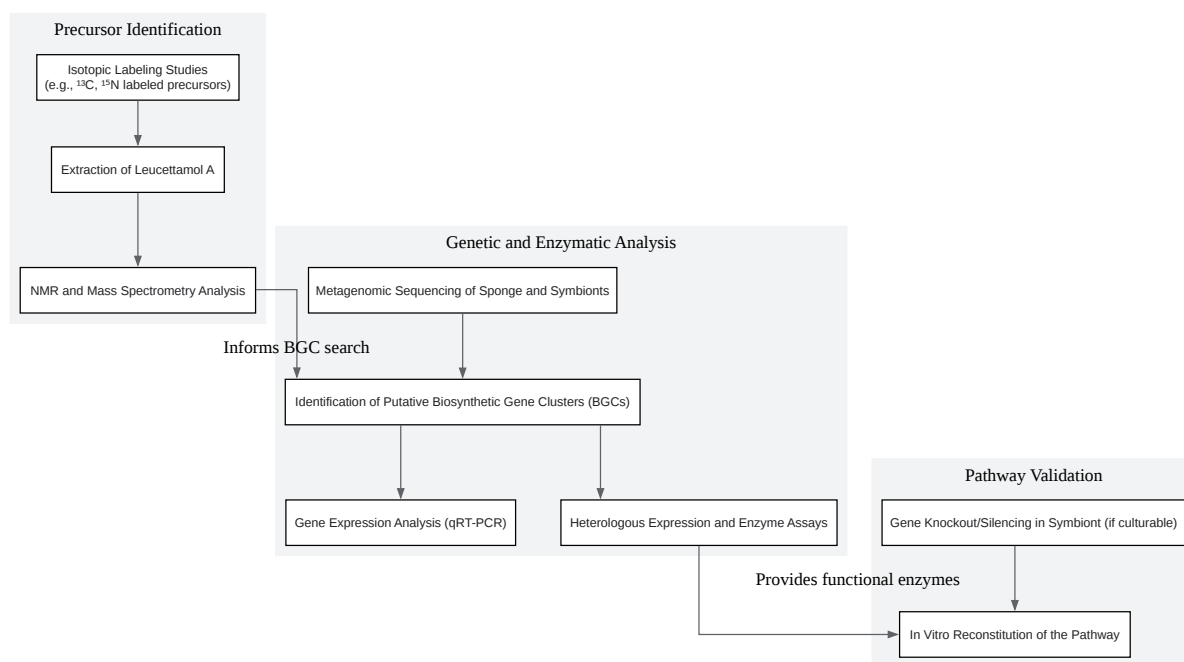 Precursor Identification
Isotopic Labeling Studies
(e.g., ¹³C, ¹⁵N labeled precursors)
Extraction of Leucettamol A
NMR and Mass Spectrometry Analysis
Informs BGC search
Genetic and Enzymatic Analysis
Metagenomic Sequencing of Sponge and Symbionts
Identification of Putative Biosynthetic Gene Clusters (BGCs)
Gene Expression Analysis (qRT-PCR)
Heterologous Expression and Enzyme Assays
Provides functional enzymes
Pathway Validation
Gene Knockout/Silencing in Symbiont (if culturable)
In Vitro Reconstitution of the Pathway